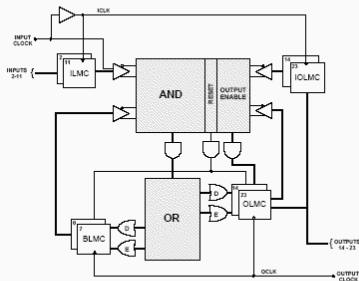 ICLK
INPUT
CLOCK
INPUTS
2-11
2
11
ILMC
AND
RESET
OUTPUT
ENABLE
14
23
IOLMC
OR
D
E
14
23
OLMC
D
E
7
BLMC
OUTPUTS
14 - 23
OCLK
OUTPUT
CLOCK